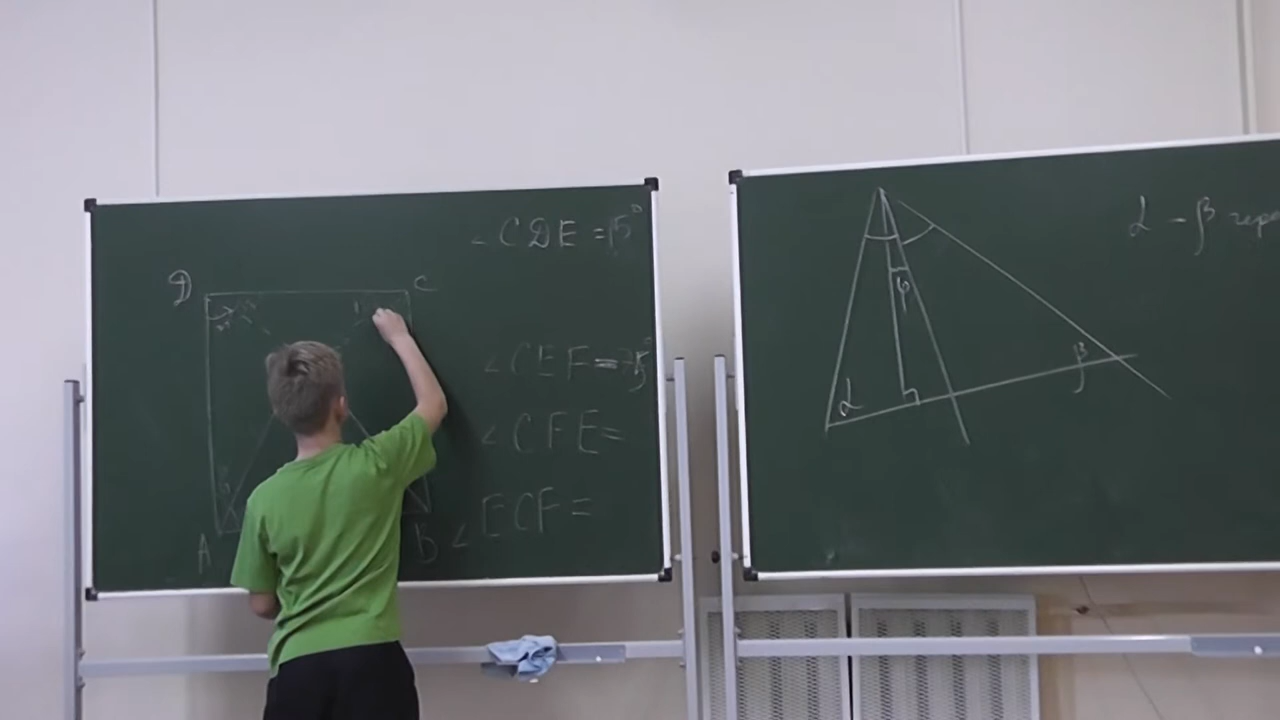 ∠CDE = 15°
D
C
∠CEF = 75°
∠CFE =
∠ECF =
A
B
φ
α
β
α - β